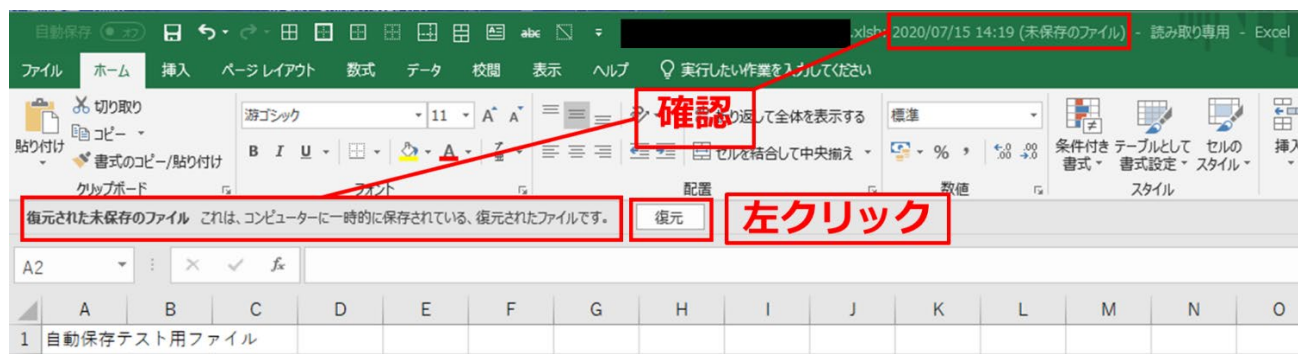 自動保存 オフ abc .xlsb: 2020/07/15 14:19 (未保存のファイル) - 読み取り専用 - Excel
ファイル ホーム 挿入 ページ レイアウト 数式 データ 校閲 表示 ヘルプ 実行したい作業を入力してください
確認
貼り付け
切り取り
コピー
書式のコピー/貼り付け
クリップボード
游ゴシック 11 A A
B I U A
フォント
り返して全体を表示する
セルを結合して中央揃え
配置
標準
% , .00 .00
数値
条件付き書式 テーブルとして書式設定 セルのスタイル
スタイル
挿入
復元された未保存のファイル これは、コンピューターに一時的に保存されている、復元されたファイルです。 復元 左クリック
A2 fx
A B C D E F G H I J K L M N O
1 自動保存テスト用ファイル